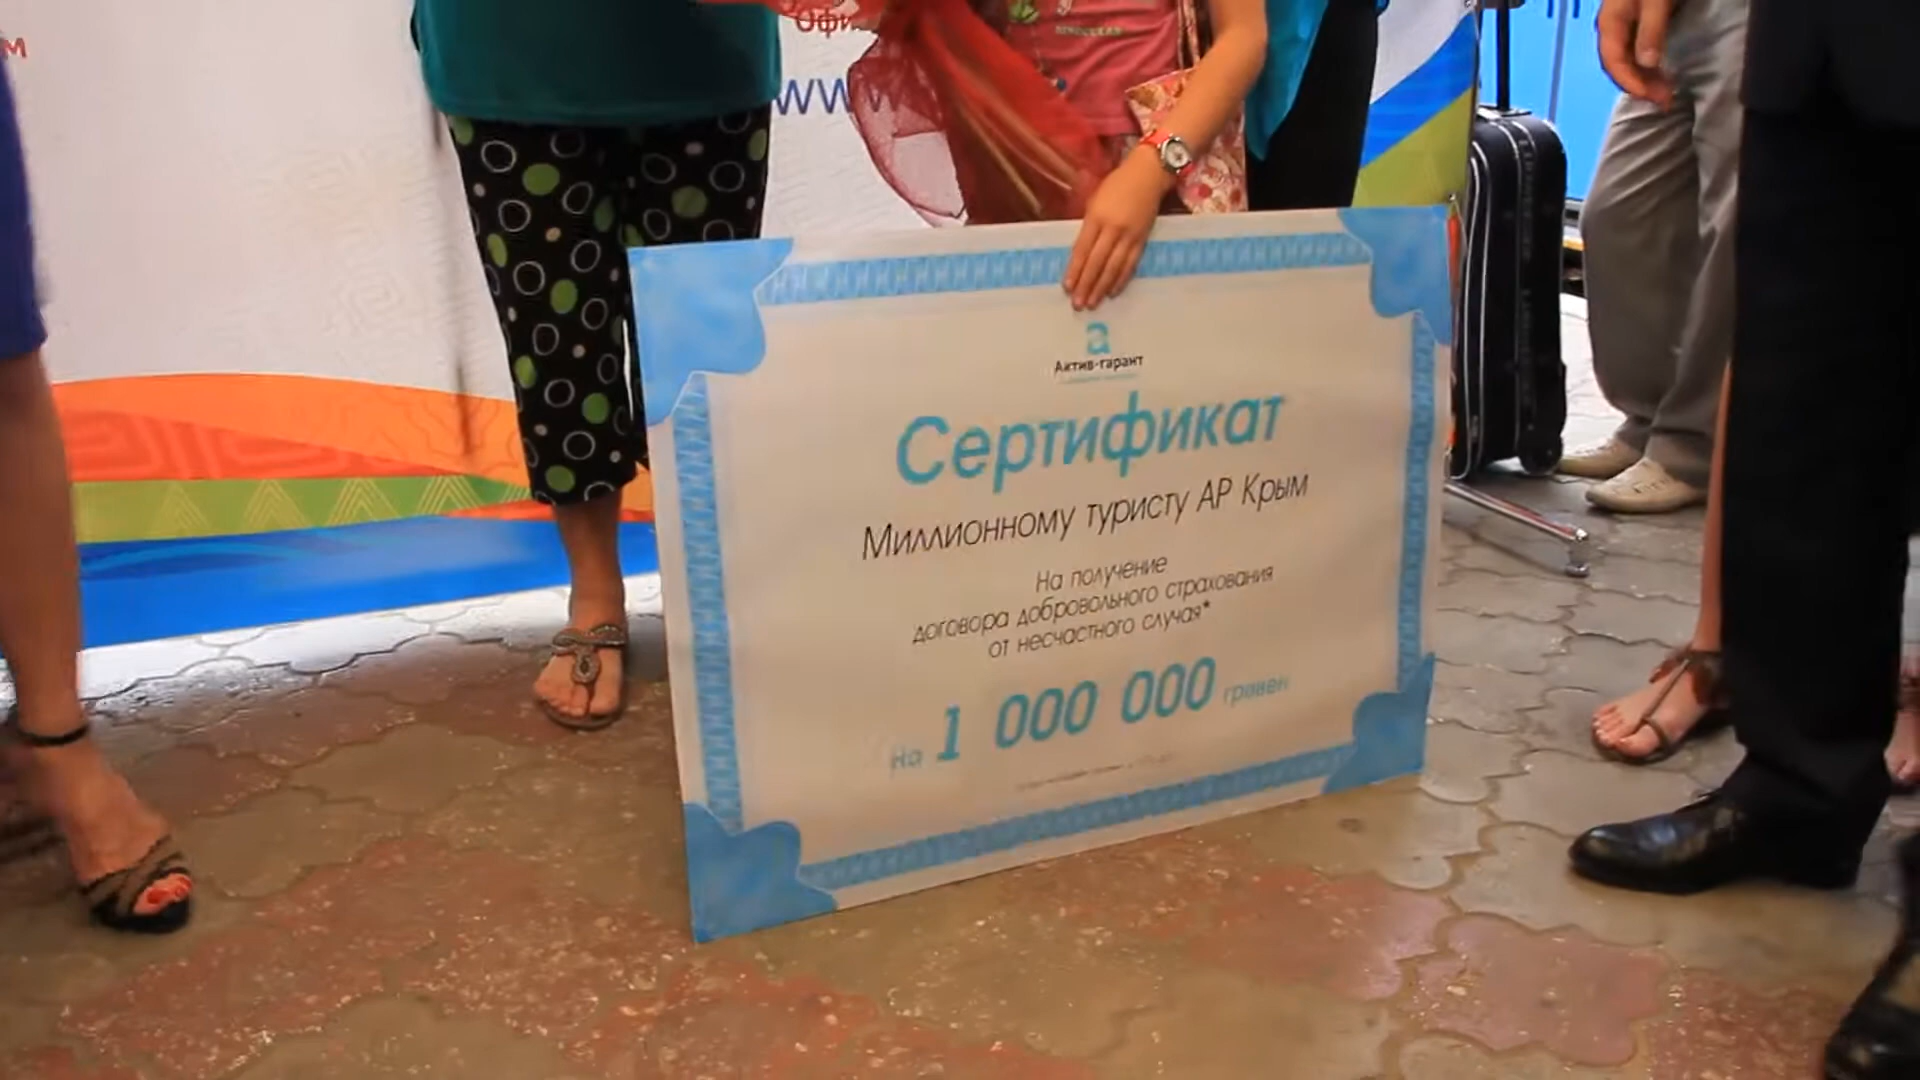 www
Актив-гарант
Сертификат
Миллионному туристу АР Крым
На получение
договора добровольного страхования
от несчастного случая*
На 1 000 000 гривен